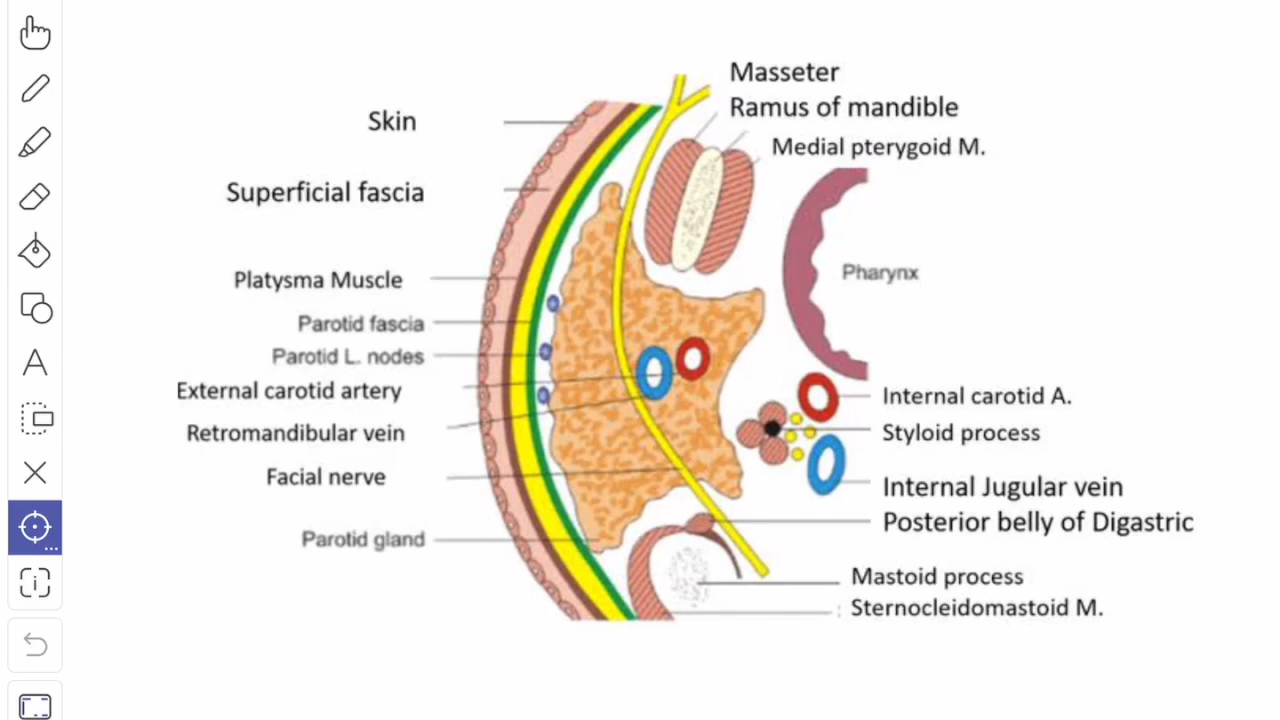 Masseter
Ramus of mandible
Skin
Medial pterygoid M.
Superficial fascia
Pharynx
Platysma Muscle
Parotid fascia
Parotid L. nodes
External carotid artery
Internal carotid A.
Retromandibular vein
Styloid process
Facial nerve
Internal Jugular vein
Posterior belly of Digastric
Parotid gland
Mastoid process
Sternocleidomastoid M.